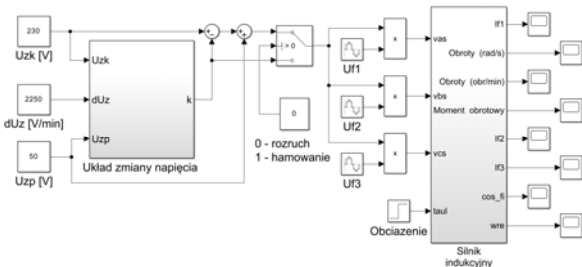 230
Uzk [V]
2250
dUz [V/min]
50
Uzp [V]
Uzk
dUz
Uzp
k
Układ zmiany napięcia
> 0
0
0 - rozruch
1 - hamowanie
Uf1
Uf2
Uf3
x
x
x
Obciazenie
vas
vbs
vcs
taul
If1
Obroty (rad/s)
Obroty (obr/min)
Moment obrotowy
If2
If3
cos_fi
wre
Silnik
indukcyjny